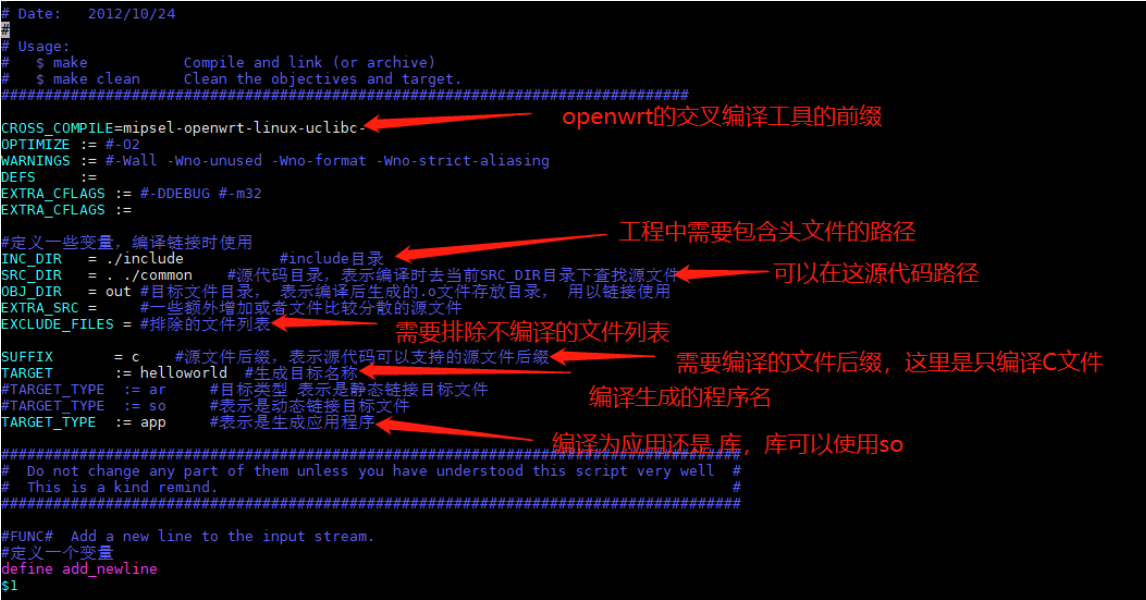 # Date:   2012/10/24
#
# Usage:
#   $ make           Compile and link (or archive)
#   $ make clean     Clean the objectives and target.
###############################################################################
CROSS_COMPILE=mipsel-openwrt-linux-uclibc-
openwrt的交叉编译工具的前缀
OPTIMIZE := #-O2
WARNINGS := #-Wall -Wno-unused -Wno-format -Wno-strict-aliasing
DEFS     :=
EXTRA_CFLAGS := #-DDEBUG #-m32
EXTRA_CFLAGS :=
#定义一些变量，编译链接时使用
工程中需要包含头文件的路径
INC_DIR   = ./include           #include目录
SRC_DIR   = . ./common    #源代码目录，表示编译时去当前SRC_DIR目录下查找源文件
可以在这源代码路径
OBJ_DIR   = out #目标文件目录， 表示编译后生成的.o文件存放目录， 用以链接使用
EXTRA_SRC =     #一些额外增加或者文件比较分散的源文件
EXCLUDE_FILES = #排除的文件列表
需要排除不编译的文件列表
SUFFIX       = c    #源文件后缀，表示源代码可以支持的源文件后缀
需要编译的文件后缀，这里是只编译C文件
TARGET       := helloworld  #生成目标名称
编译生成的程序名
#TARGET_TYPE  := ar     #目标类型 表示是静态链接目标文件
#TARGET_TYPE  := so     #表示是动态链接目标文件
TARGET_TYPE  := app     #表示是生成应用程序
编译为应用还是 库，库可以使用so
#####################################################################################
#  Do not change any part of them unless you have understood this script very well  #
#  This is a kind remind.                                                           #
#####################################################################################
#FUNC#  Add a new line to the input stream.
#定义一个变量
define add_newline
$1